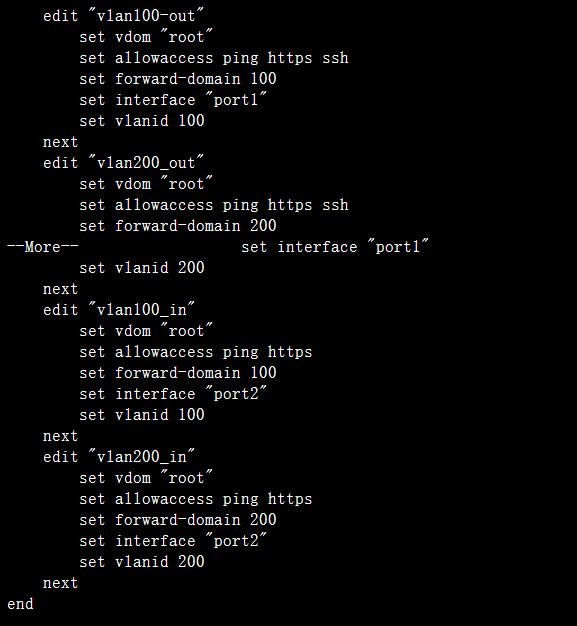 edit "vlan100-out"
        set vdom "root"
        set allowaccess ping https ssh
        set forward-domain 100
        set interface "port1"
        set vlanid 100
    next
    edit "vlan200_out"
        set vdom "root"
        set allowaccess ping https ssh
        set forward-domain 200
--More--                  set interface "port1"
        set vlanid 200
    next
    edit "vlan100_in"
        set vdom "root"
        set allowaccess ping https
        set forward-domain 100
        set interface "port2"
        set vlanid 100
    next
    edit "vlan200_in"
        set vdom "root"
        set allowaccess ping https
        set forward-domain 200
        set interface "port2"
        set vlanid 200
    next
end